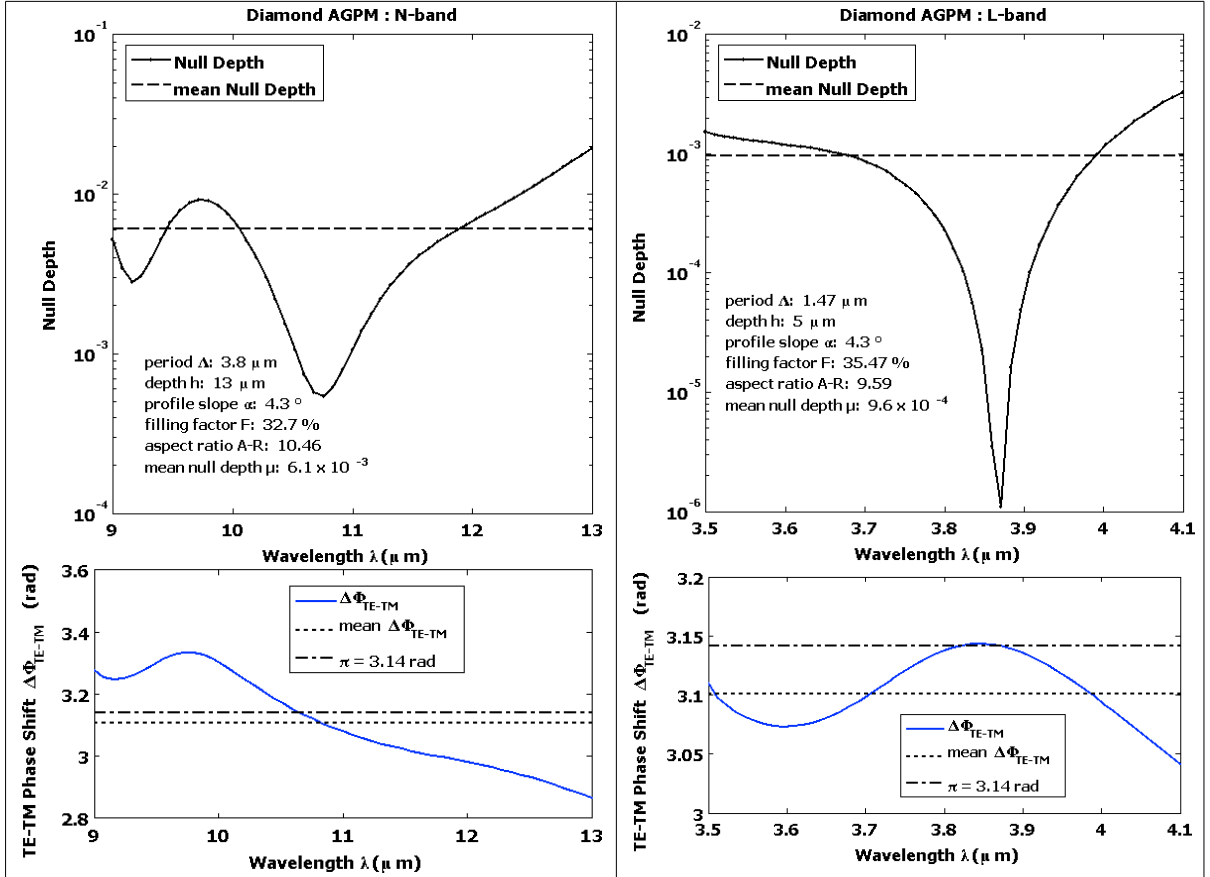 Diamond AGPM : N-band
10⁻¹
10⁻²
10⁻³
10⁻⁴
Null Depth
Null Depth
mean Null Depth
period Λ: 3.8 μ m
depth h: 13 μ m
profile slope α: 4.3 °
filling factor F: 32.7 %
aspect ratio A-R: 10.46
mean null depth μ: 6.1 x 10 ⁻³
9 10 11 12 13
Wavelength λ (μ m)
3.6
3.4
3.2
3
2.8
TE-TM Phase Shift ΔΦTE-TM (rad)
ΔΦTE-TM
mean ΔΦTE-TM
π = 3.14 rad
9 10 11 12 13
Wavelength λ (μ m)
Diamond AGPM : L-band
10⁻²
10⁻³
10⁻⁴
10⁻⁵
10⁻⁶
Null Depth
Null Depth
mean Null Depth
period Λ: 1.47 μ m
depth h: 5 μ m
profile slope α: 4.3 °
filling factor F: 35.47 %
aspect ratio A-R: 9.59
mean null depth μ: 9.6 x 10 ⁻⁴
3.5 3.6 3.7 3.8 3.9 4 4.1
Wavelength λ (μ m)
3.2
3.15
3.1
3.05
3
TE-TM Phase Shift ΔΦTE-TM (rad)
ΔΦTE-TM
mean ΔΦTE-TM
π = 3.14 rad
3.5 3.6 3.7 3.8 3.9 4 4.1
Wavelength λ (μ m)